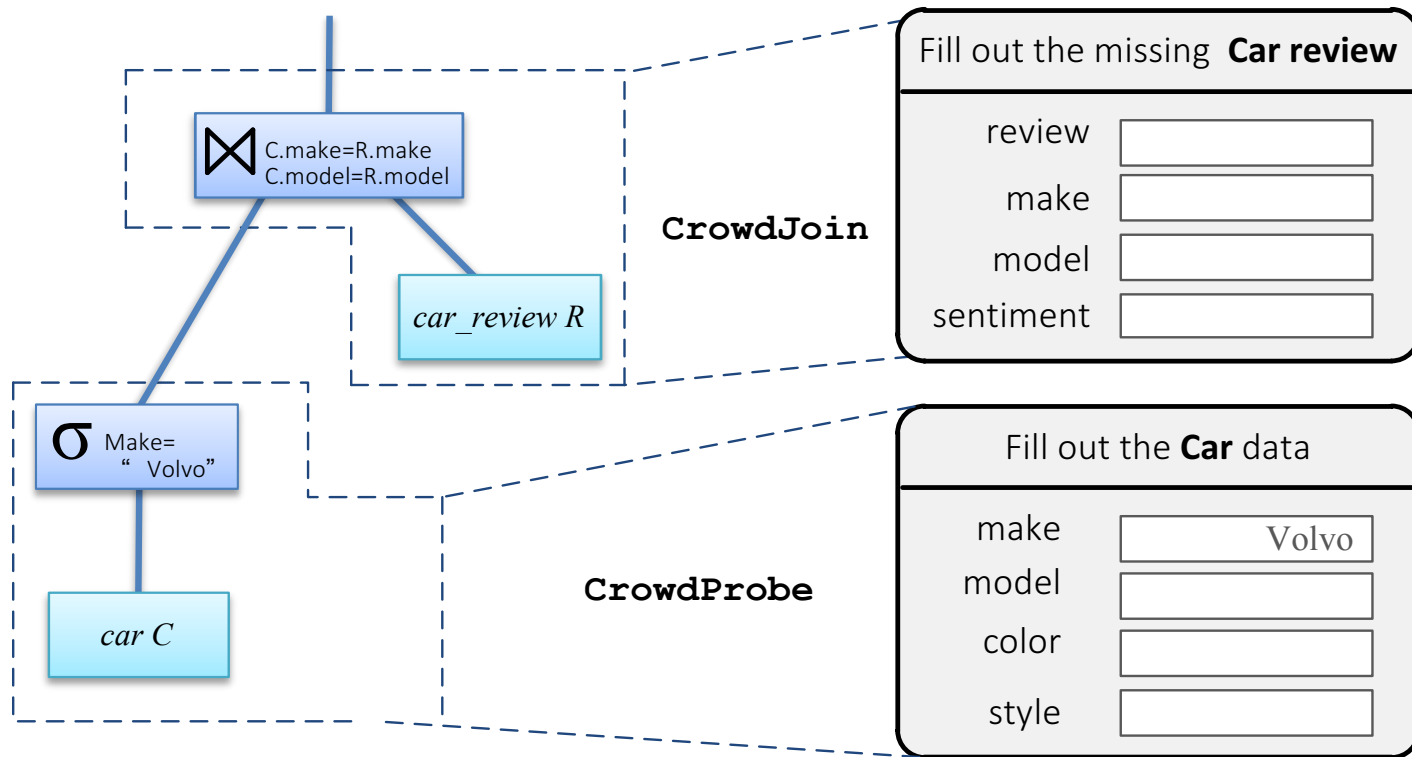 C.make=R.make
C.model=R.model
car_review R
σ Make=
“ Volvo”
car C
CrowdJoin
CrowdProbe
Fill out the missing Car review
review
make
model
sentiment
Fill out the Car data
make Volvo
model
color
style